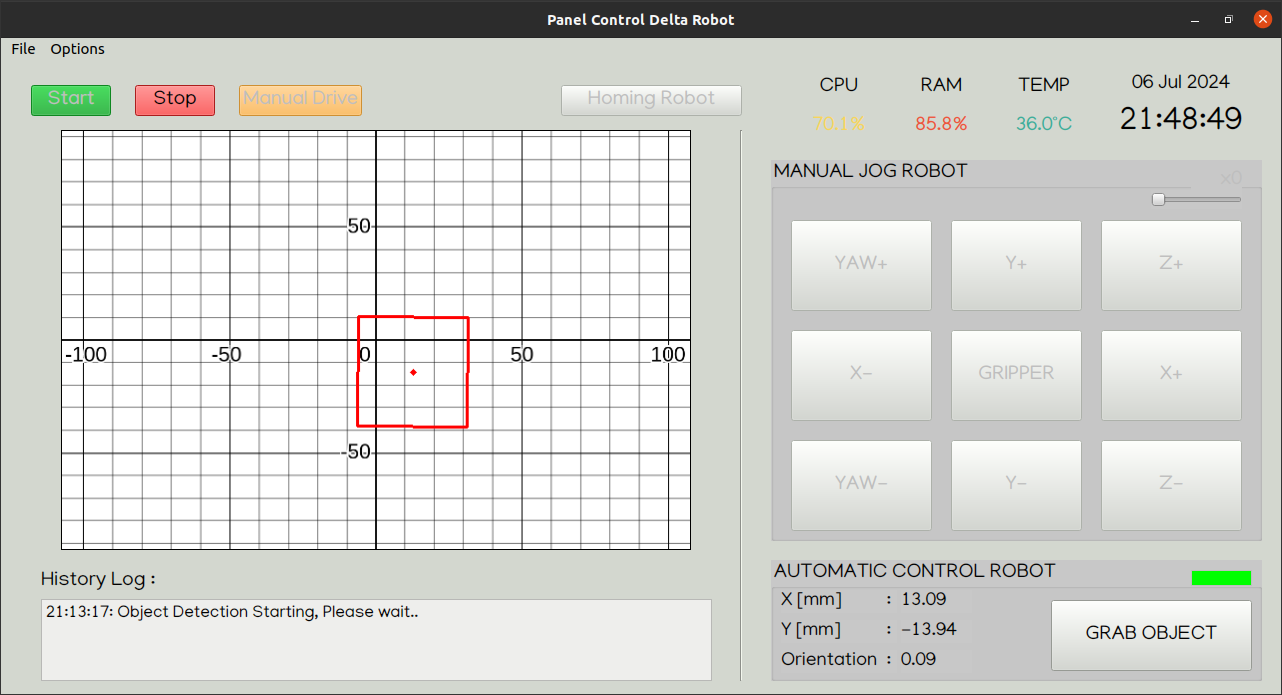 Panel Control Delta Robot
File Options
Start Stop Manual Drive Homing Robot
CPU RAM TEMP 06 Jul 2024
70.1% 85.8% 36.0°C 21:48:49
50
-100 -50 0 50 100
-50
History Log :
21:13:17: Object Detection Starting, Please wait..
MANUAL JOG ROBOT
x0
YAW+ Y+ Z+
X− GRIPPER X+
YAW− Y− Z−
AUTOMATIC CONTROL ROBOT
X [mm] : 13.09
Y [mm] : −13.94
Orientation : 0.09
GRAB OBJECT